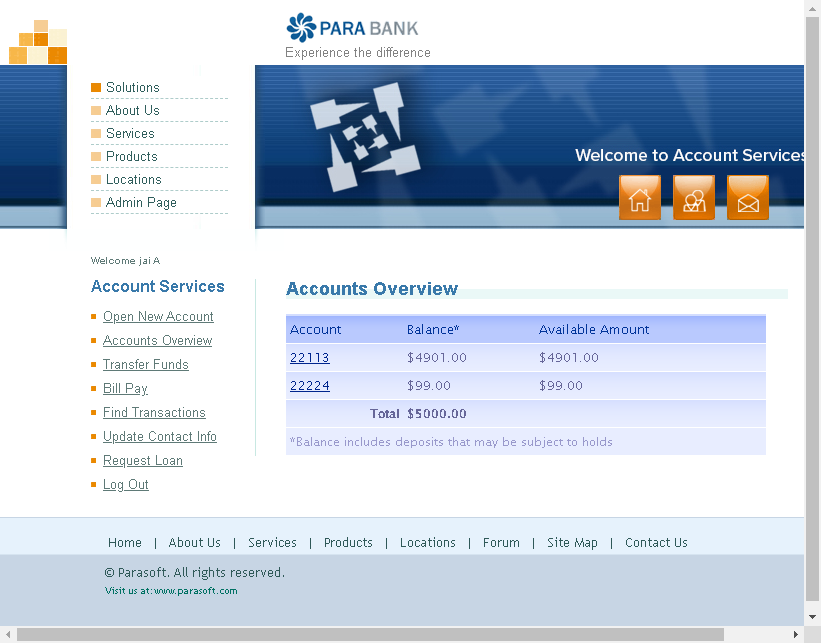 PARA BANK
Experience the difference
Solutions
About Us
Services
Products
Locations
Admin Page
Welcome to Account Services
Welcome jai A
Account Services
Open New Account
Accounts Overview
Transfer Funds
Bill Pay
Find Transactions
Update Contact Info
Request Loan
Log Out
Accounts Overview
Account Balance* Available Amount
22113 $4901.00 $4901.00
22224 $99.00 $99.00
Total $5000.00
*Balance includes deposits that may be subject to holds
Home | About Us | Services | Products | Locations | Forum | Site Map | Contact Us
© Parasoft. All rights reserved.
Visit us at: www.parasoft.com